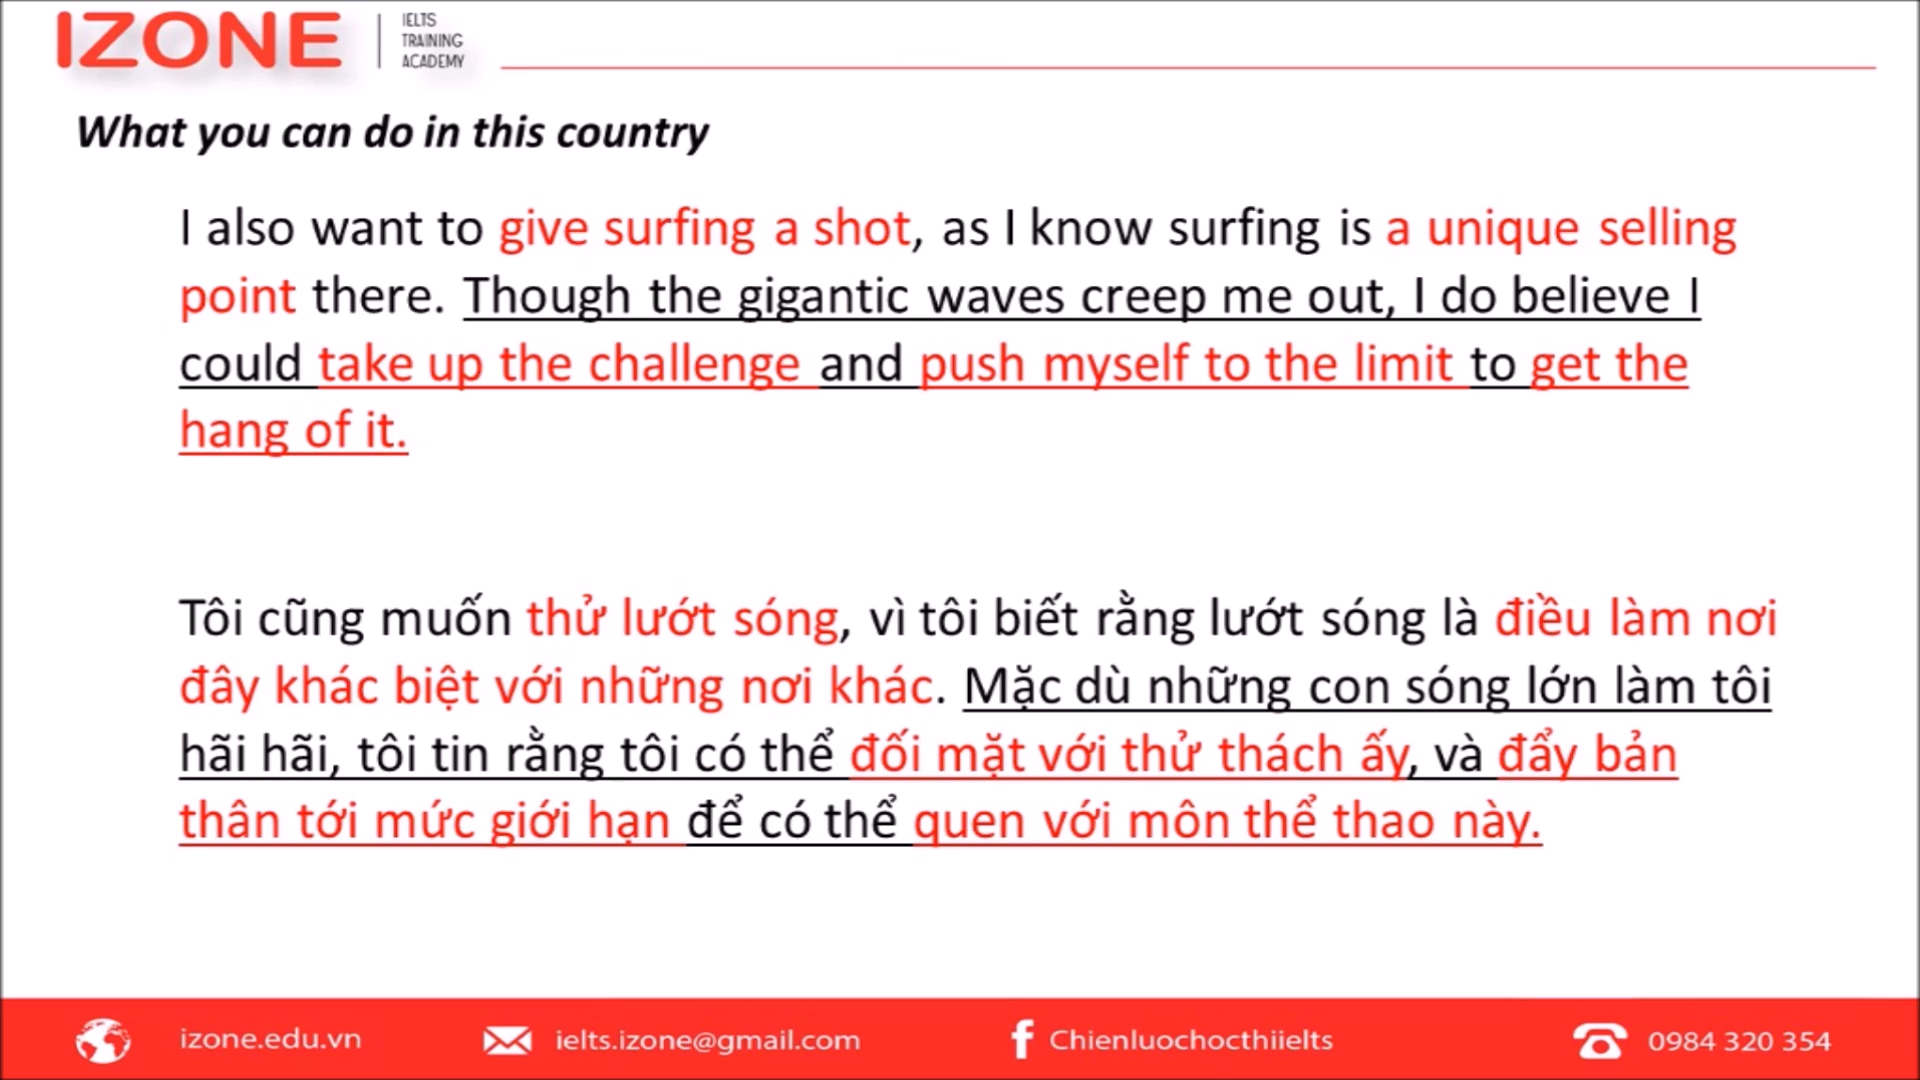 IZONE
IELTS
TRAINING
ACADEMY
What you can do in this country
I also want to give surfing a shot, as I know surfing is a unique selling
point there. Though the gigantic waves creep me out, I do believe I
could take up the challenge and push myself to the limit to get the
hang of it.
Tôi cũng muốn thử lướt sóng, vì tôi biết rằng lướt sóng là điều làm nơi
đây khác biệt với những nơi khác. Mặc dù những con sóng lớn làm tôi
hãi hãi, tôi tin rằng tôi có thể đối mặt với thử thách ấy, và đẩy bản
thân tới mức giới hạn để có thể quen với môn thể thao này.
izone.edu.vn
ielts.izone@gmail.com
Chienluochocthiielts
0984 320 354